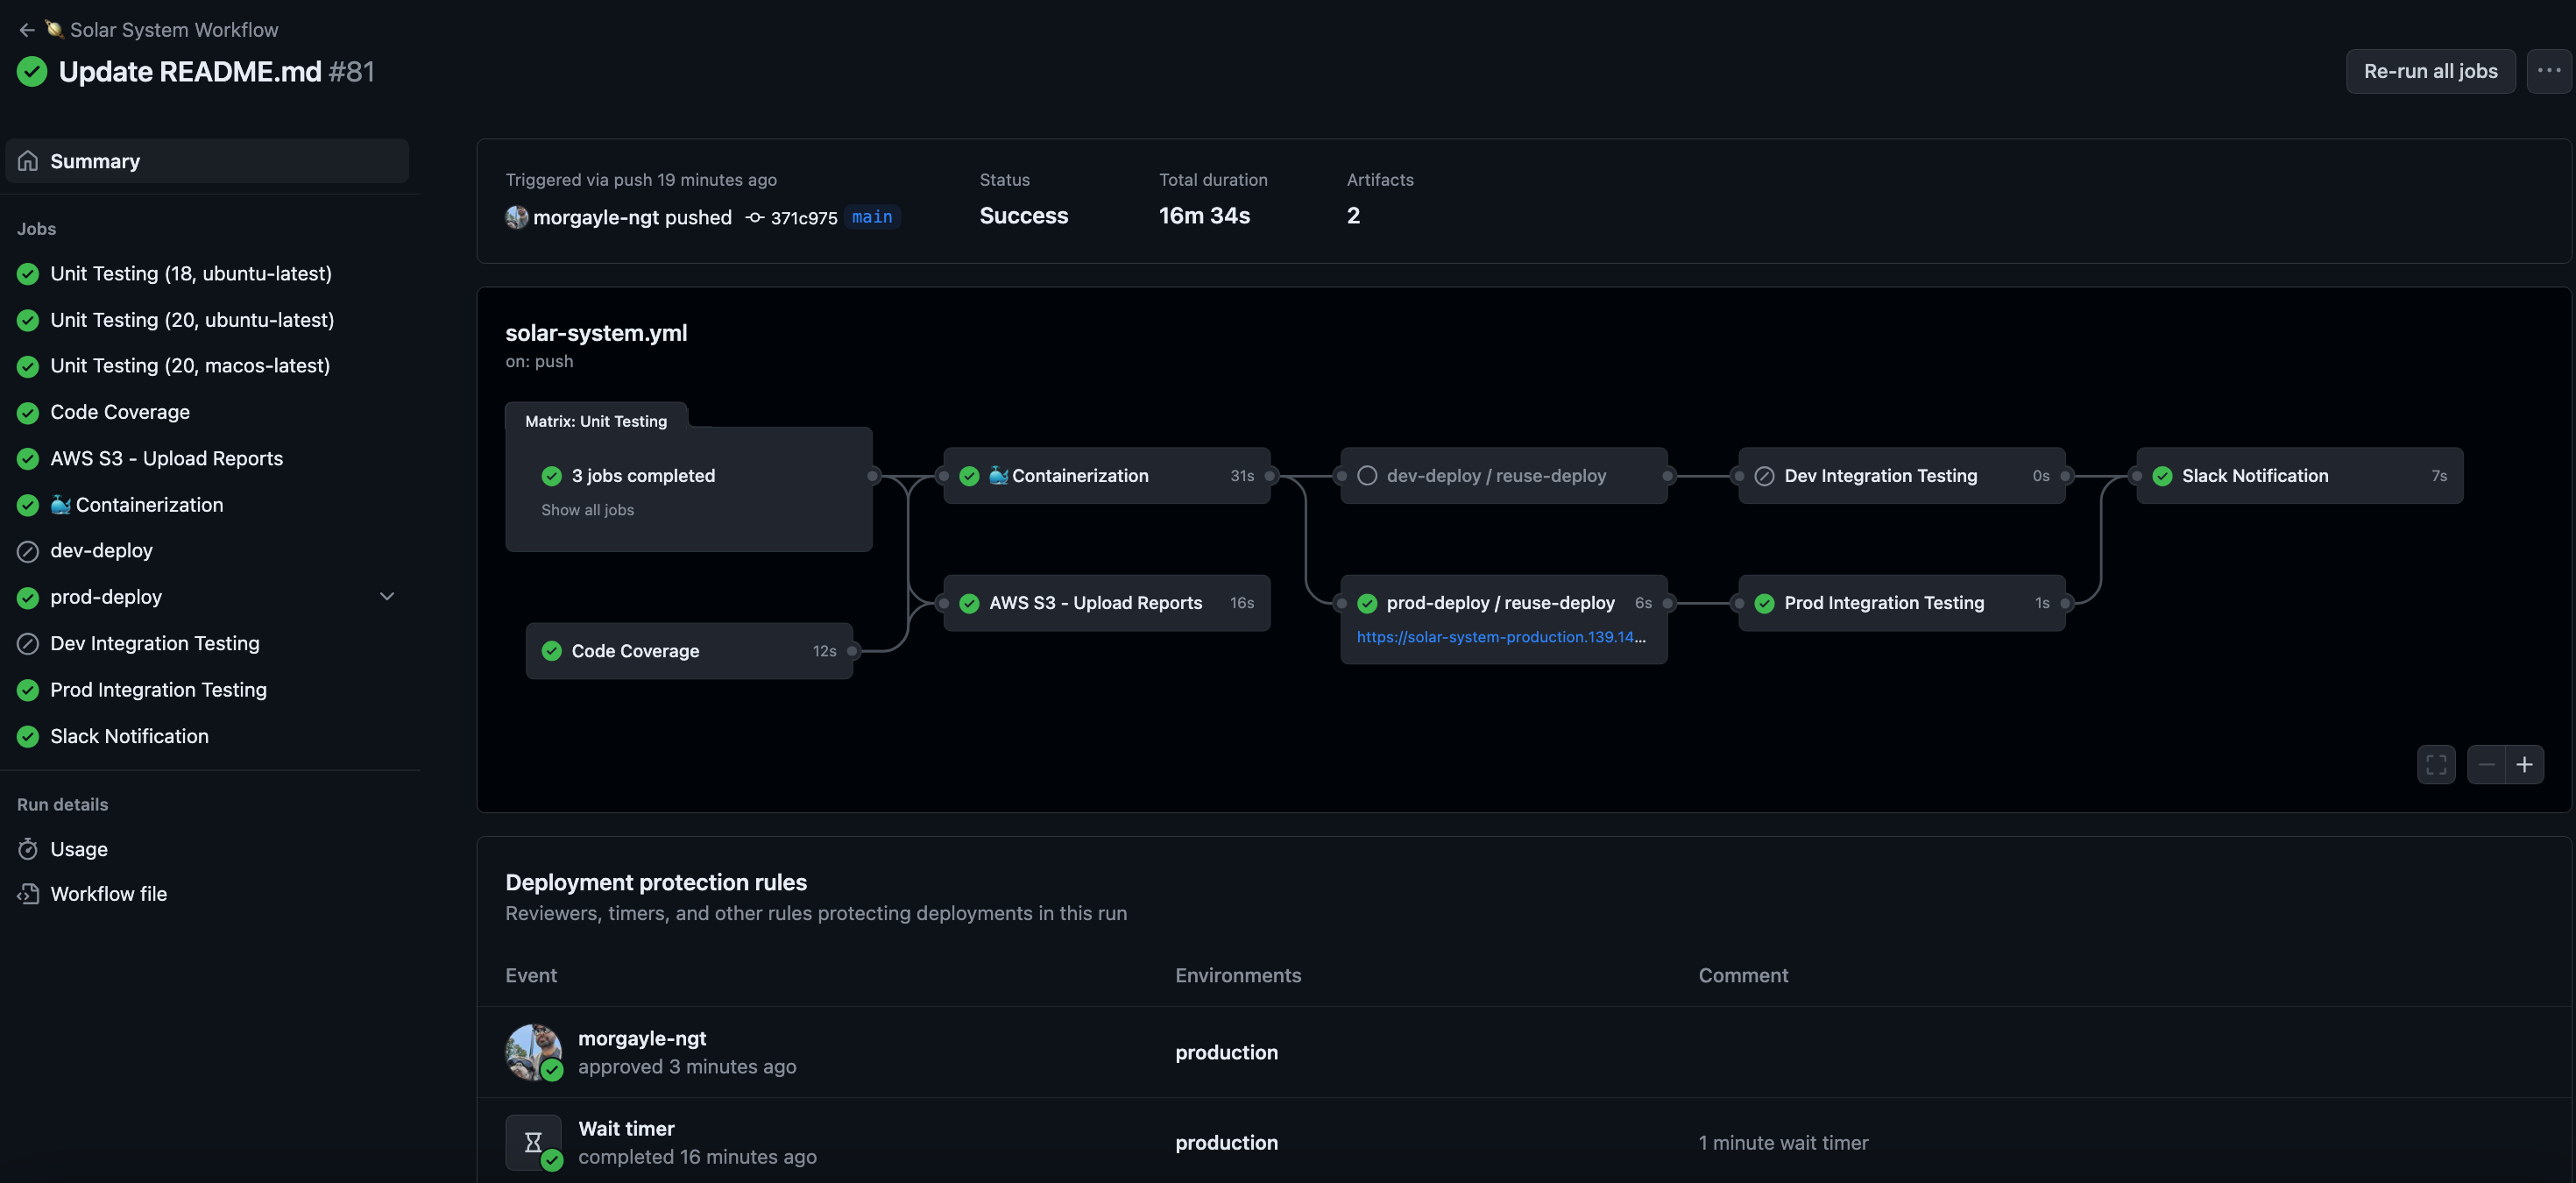 Solar System Workflow
Update README.md #81
Re-run all jobs
Summary
Jobs
Unit Testing (18, ubuntu-latest)
Unit Testing (20, ubuntu-latest)
Unit Testing (20, macos-latest)
Code Coverage
AWS S3 - Upload Reports
Containerization
dev-deploy
prod-deploy
Dev Integration Testing
Prod Integration Testing
Slack Notification
Run details
Usage
Workflow file
Triggered via push 19 minutes ago
morgayle-ngt pushed 371c975 main
Status
Success
Total duration
16m 34s
Artifacts
2
solar-system.yml
on: push
Matrix: Unit Testing
3 jobs completed
Show all jobs
Code Coverage 12s
Containerization 31s
AWS S3 - Upload Reports 16s
dev-deploy / reuse-deploy
prod-deploy / reuse-deploy 6s
https://solar-system-production.139.14...
Dev Integration Testing 0s
Prod Integration Testing 1s
Slack Notification 7s
Deployment protection rules
Reviewers, timers, and other rules protecting deployments in this run
Event Environments Comment
morgayle-ngt
approved 3 minutes ago
production
Wait timer
completed 16 minutes ago
production
1 minute wait timer